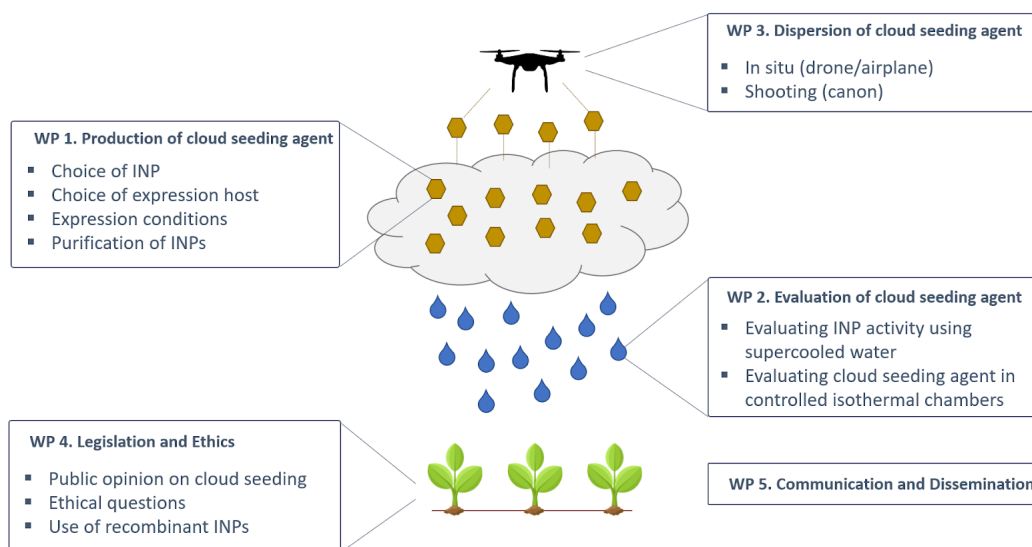 WP 3. Dispersion of cloud seeding agent
▪ In situ (drone/airplane)
▪ Shooting (canon)
WP 1. Production of cloud seeding agent
▪ Choice of INP
▪ Choice of expression host
▪ Expression conditions
▪ Purification of INPs
WP 2. Evaluation of cloud seeding agent
▪ Evaluating INP activity using
supercooled water
▪ Evaluating cloud seeding agent in
controlled isothermal chambers
WP 4. Legislation and Ethics
▪ Public opinion on cloud seeding
▪ Ethical questions
▪ Use of recombinant INPs
WP 5. Communication and Dissemination